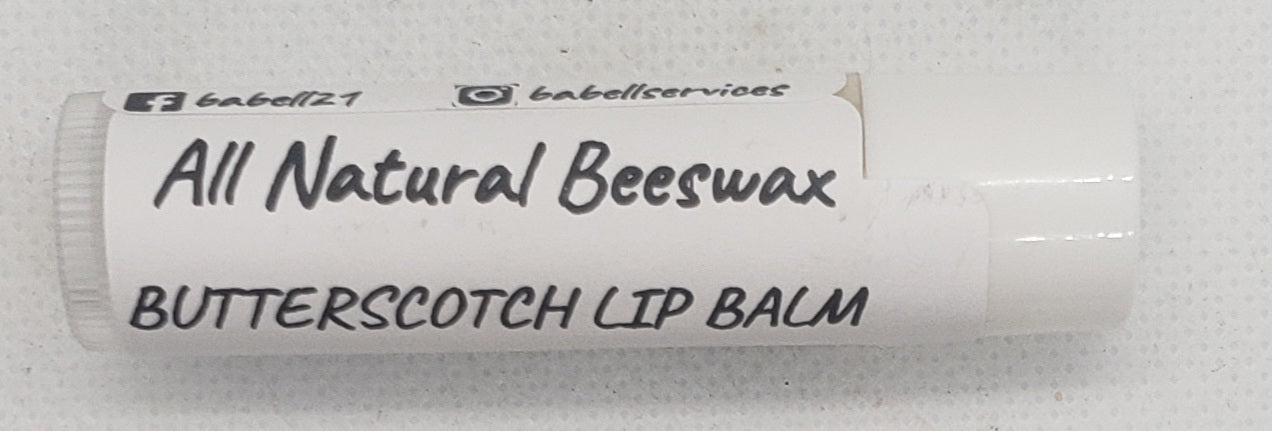 babell21 babellservices
All Natural Beeswax
BUTTERSCOTCH LIP BALM